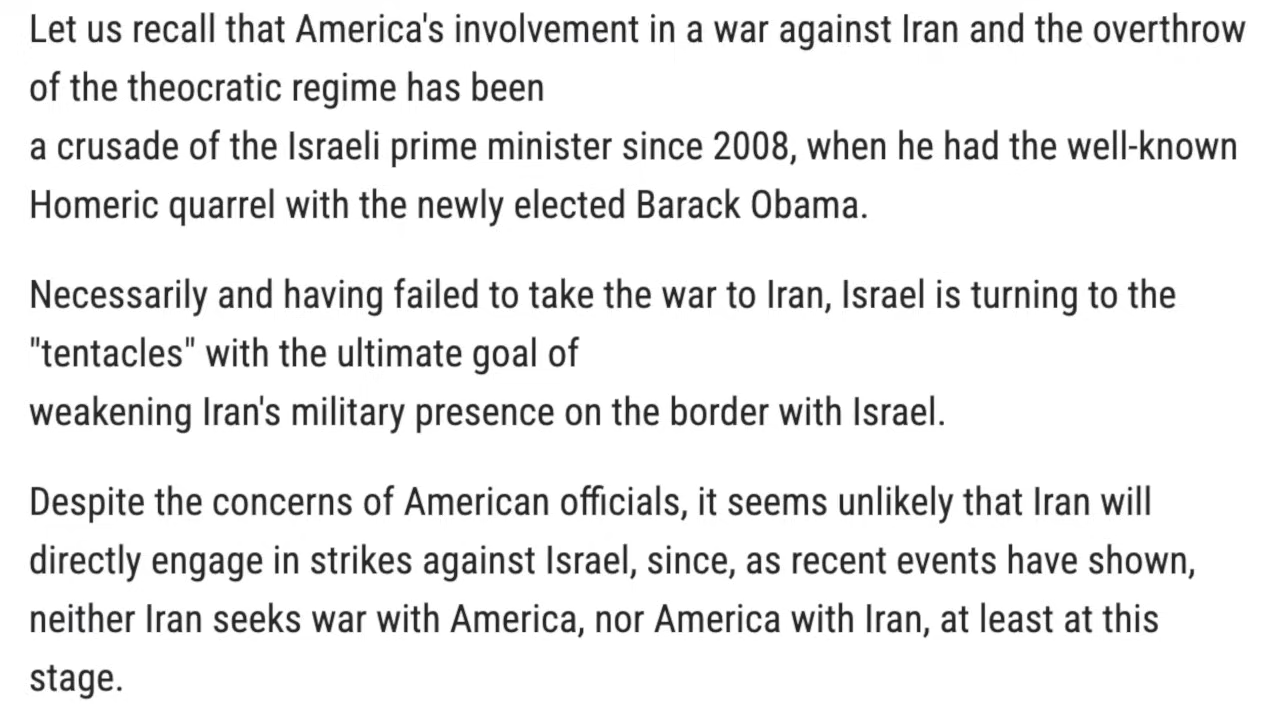 Let us recall that America's involvement in a war against Iran and the overthrow
of the theocratic regime has been
a crusade of the Israeli prime minister since 2008, when he had the well-known
Homeric quarrel with the newly elected Barack Obama.
Necessarily and having failed to take the war to Iran, Israel is turning to the
"tentacles" with the ultimate goal of
weakening Iran's military presence on the border with Israel.
Despite the concerns of American officials, it seems unlikely that Iran will
directly engage in strikes against Israel, since, as recent events have shown,
neither Iran seeks war with America, nor America with Iran, at least at this
stage.